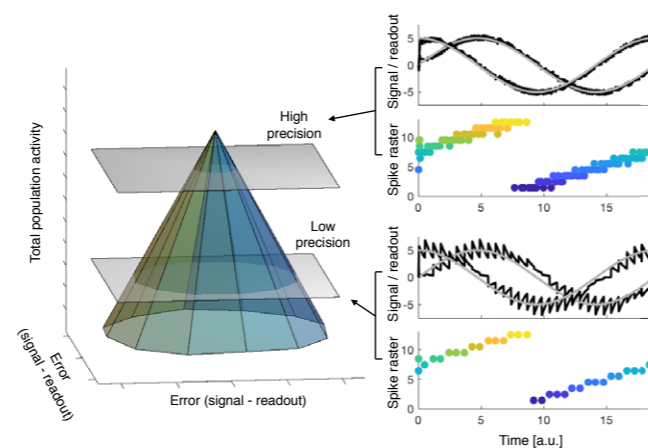 Total population activity
Error
(signal - readout)
Error (signal - readout)
High
precision
Low
precision
Signal / readout
5
0
-5
Spike raster
10
5
0
0
5
10
15
Signal / readout
5
0
-5
Spike raster
10
5
0
0
5
10
15
Time [a.u.]